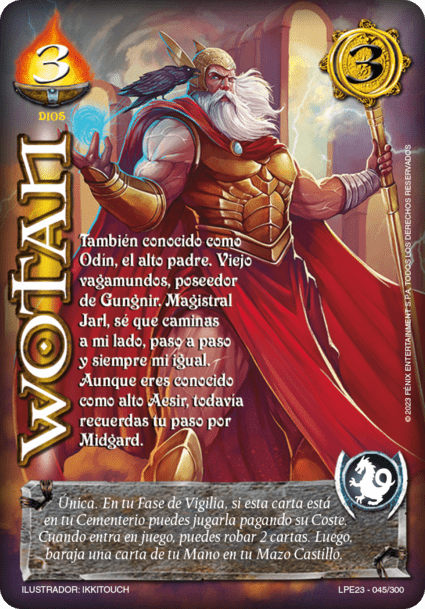 3
3
DIOS
WOTAN
También conocido como
Odín, el alto padre. Viejo
vagamundos, poseedor
de Gungnir. Magistral
Jarl, sé que caminas
a mi lado, paso a paso
y siempre mi igual.
Aunque eres conocido
como alto Aesir, todavía
recuerdas tu paso por
Midgard.
© 2023 FÉNIX ENTERTAINMENT S.P.A. TODOS LOS DERECHOS RESERVADOS
Única. En tu Fase de Vigilia, si esta carta está
en tu Cementerio puedes jugarla pagando su Coste.
Cuando entra en juego, puedes robar 2 cartas. Luego,
baraja una carta de tu Mano en tu Mazo Castillo.
ILUSTRADOR: IKKITOUCH
LPE23 - 045/300